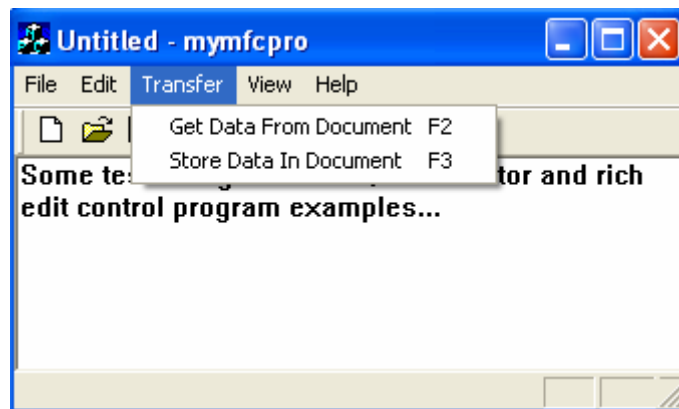 Untitled - mymfcpro
File Edit Transfer View Help
Get Data From Document F2
Store Data In Document F3
Some tor and rich
edit control program examples...